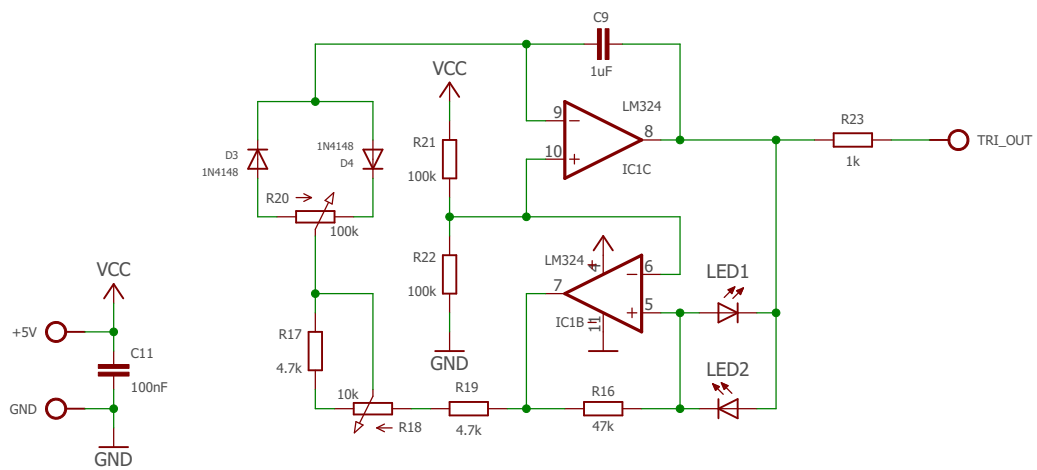 C9
1uF
VCC
LM324
9
8
10
IC1C
R23
1k
TRI_OUT
D3
1N4148
1N4148
D4
R21
100k
R20
100k
R22
100k
LM324
4
6
7
5
IC1B
11
LED1
VCC
+5V
C11
100nF
GND
GND
R17
4.7k
GND
10k
R18
R19
4.7k
R16
47k
LED2